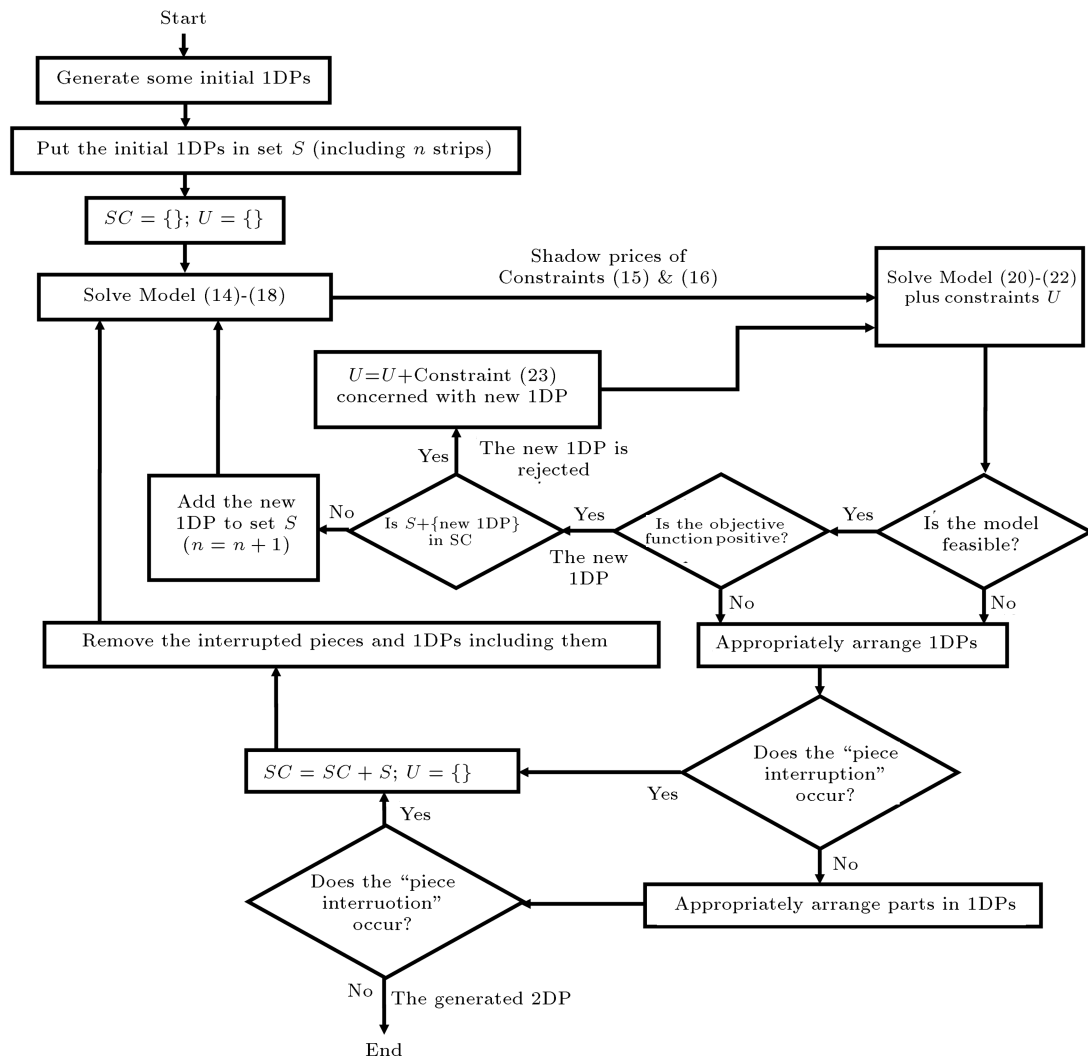 Start
Generate some initial 1DPs
Put the initial 1DPs in set S (including n strips)
SC = {}; U = {}
Solve Model (14)-(18)
Shadow prices of
Constraints (15) & (16)
Solve Model (20)-(22)
plus constraints U
U=U+Constraint (23)
concerned with new 1DP
Yes
The new 1DP is
rejected
Add the new
1DP to set S
(n = n + 1)
No
Is S+{new 1DP}
in SC
Yes
The new
1DP
Is the objective
function positive?
Yes
Is the model
feasible?
No
No
Remove the interrupted pieces and 1DPs including them
Appropriately arrange 1DPs
SC = SC + S; U = {}
Yes
Does the “piece
interruption”
occur?
Yes
No
Does the “piece
interruotion”
occur?
Appropriately arrange parts in 1DPs
No
The generated 2DP
End